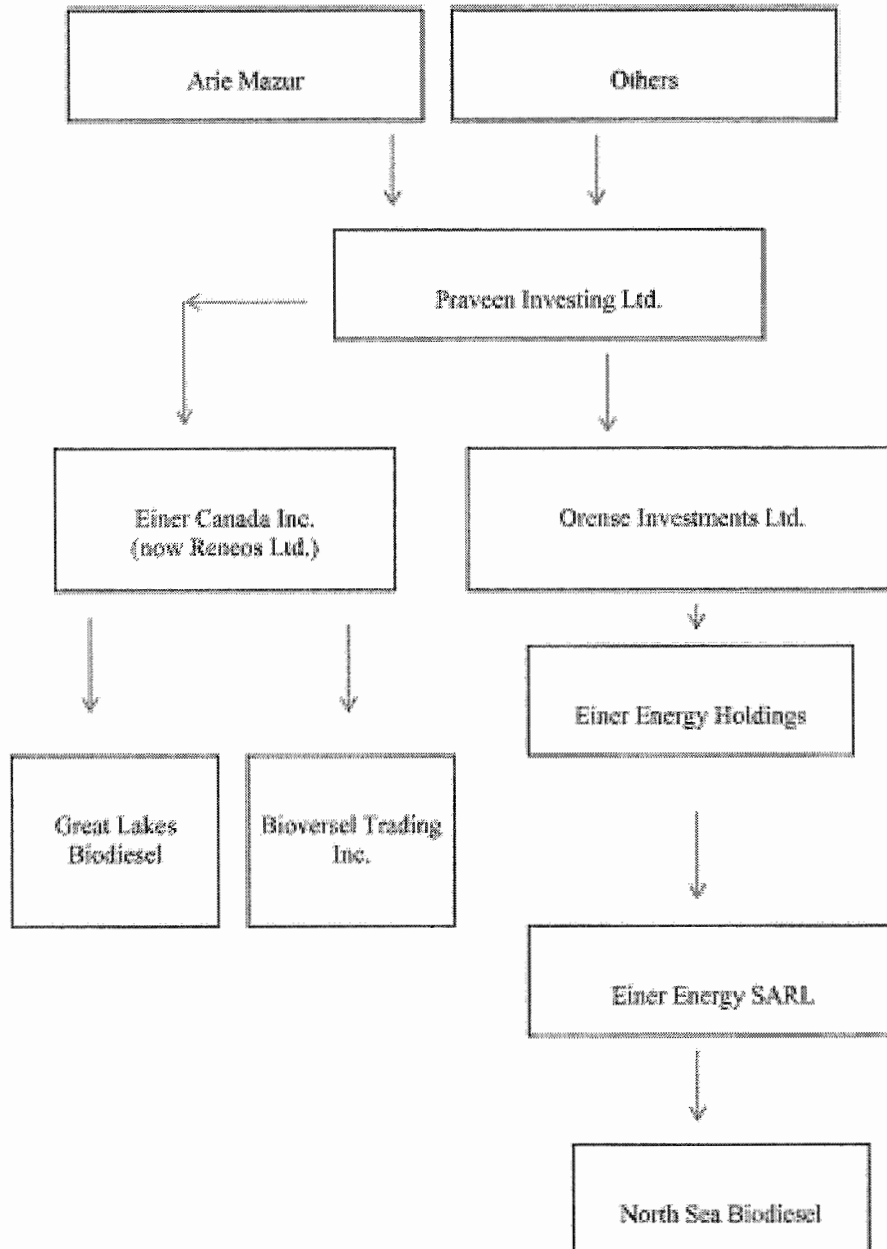 Arie Mazur
Others
Praveen Investing Ltd.
Einer Canada Inc.
(now Reneos Ltd.)
Orense Investments Ltd.
Einer Energy Holdings
Great Lakes
Biodiesel
Bioversel Trading
Inc.
Einer Energy SARL
North Sea Biodiesel